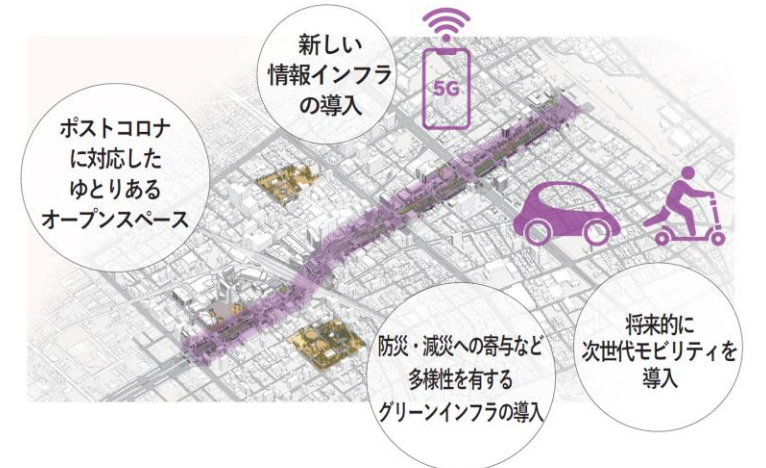 新しい
情報インフラ
の導入
5G
ポストコロナ
に対応した
ゆとりある
オープンスペース
防災・減災への寄与など
多様性を有する
グリーンインフラの導入
将来的に
次世代モビリティを
導入